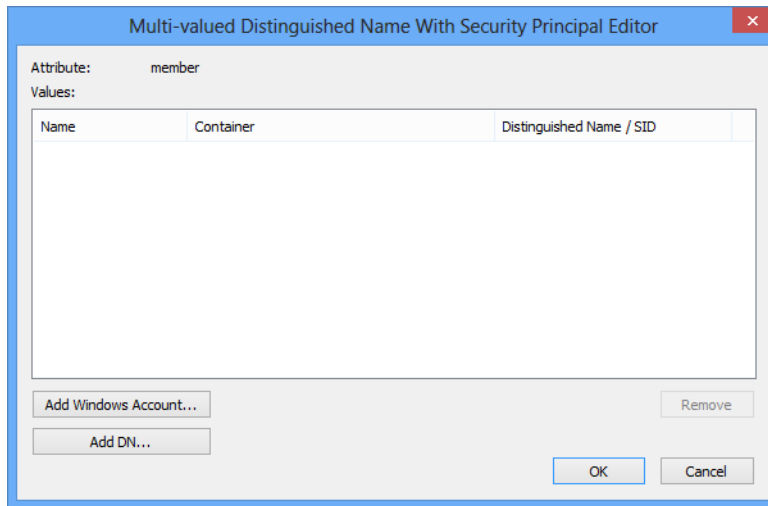 Multi-valued Distinguished Name With Security Principal Editor
Attribute: member
Values:
Name Container Distinguished Name / SID
Add Windows Account... Remove
Add DN...
OK Cancel